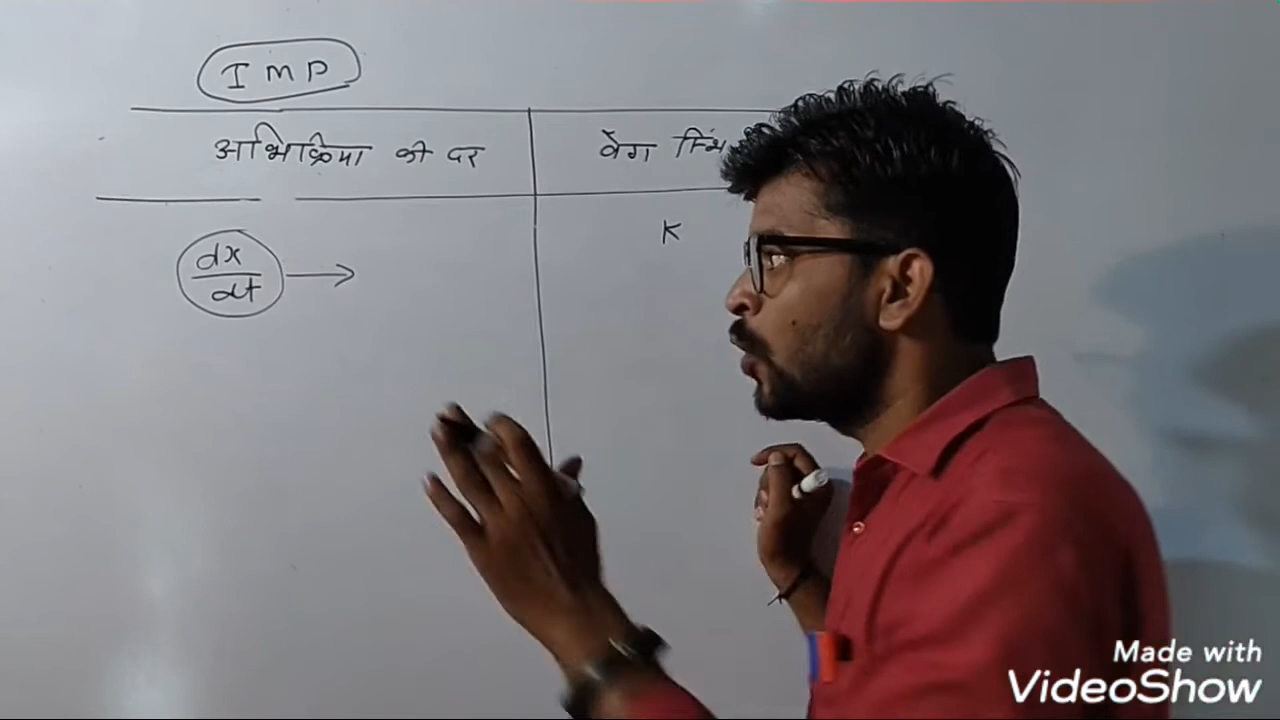 IMP
अभिक्रिया की दर
वेग
dx/dt →
K
Made with
VideoShow